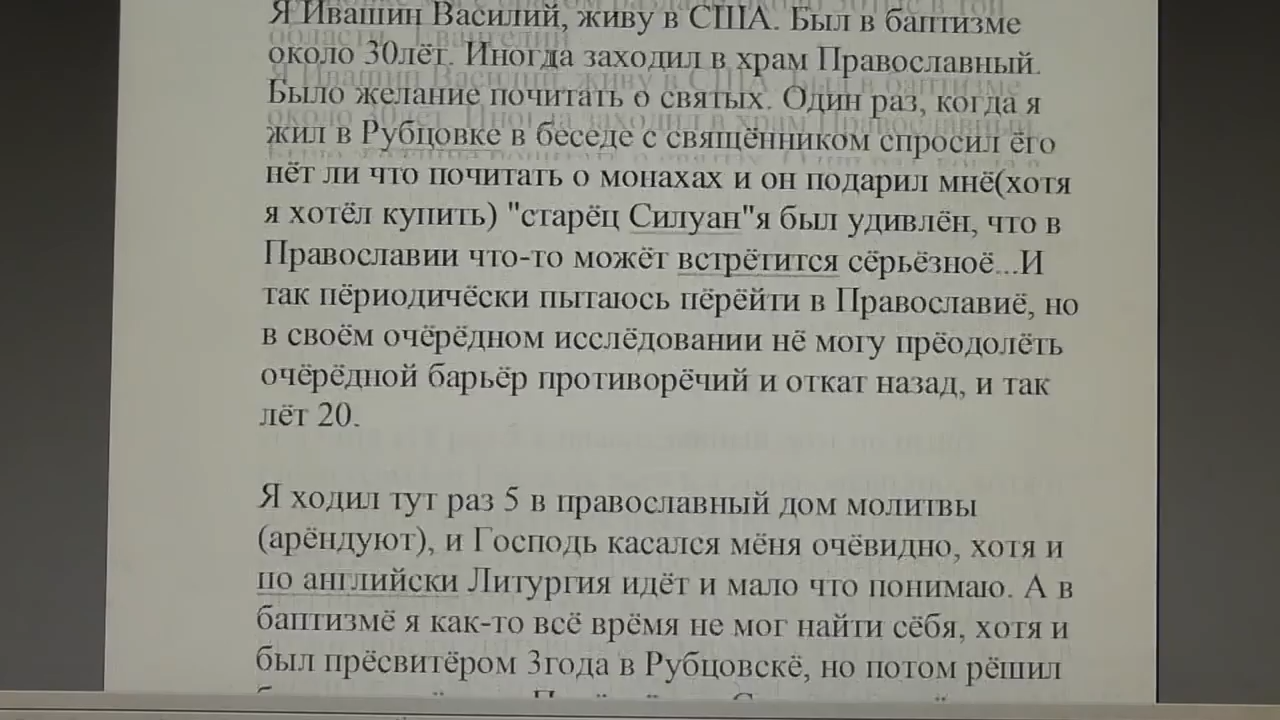 Я Ивашин Василий, живу в США. Был в баптизме
около 30лёт. Иногда заходил в храм Православный.
Было желание почитать о святых. Один раз, когда я
жил в Рубцовке в беседе с свящёнником спросил ёго
нёт ли что почитать о монахах и он подарил мнё(хотя
я хотёл купить) "старёц Силуан"я был удивлён, что в
Православии что-то можёт встрётится сёрьёзноё...И
так пёриодичёски пытаюсь пёрёйти в Православиё, но
в своём очёрёдном исслёдовании нё могу прёодолёть
очёрёдной барьёр противорёчий и откат назад, и так
лёт 20.
Я ходил тут раз 5 в православный дом молитвы
(арёндуют), и Господь касался мёня очёвидно, хотя и
по английски Литургия идёт и мало что понимаю. А в
баптизмё я как-то всё врёмя не мог найти сёбя, хотя и
был прёсвитёром 3года в Рубцовскё, но потом рёшил